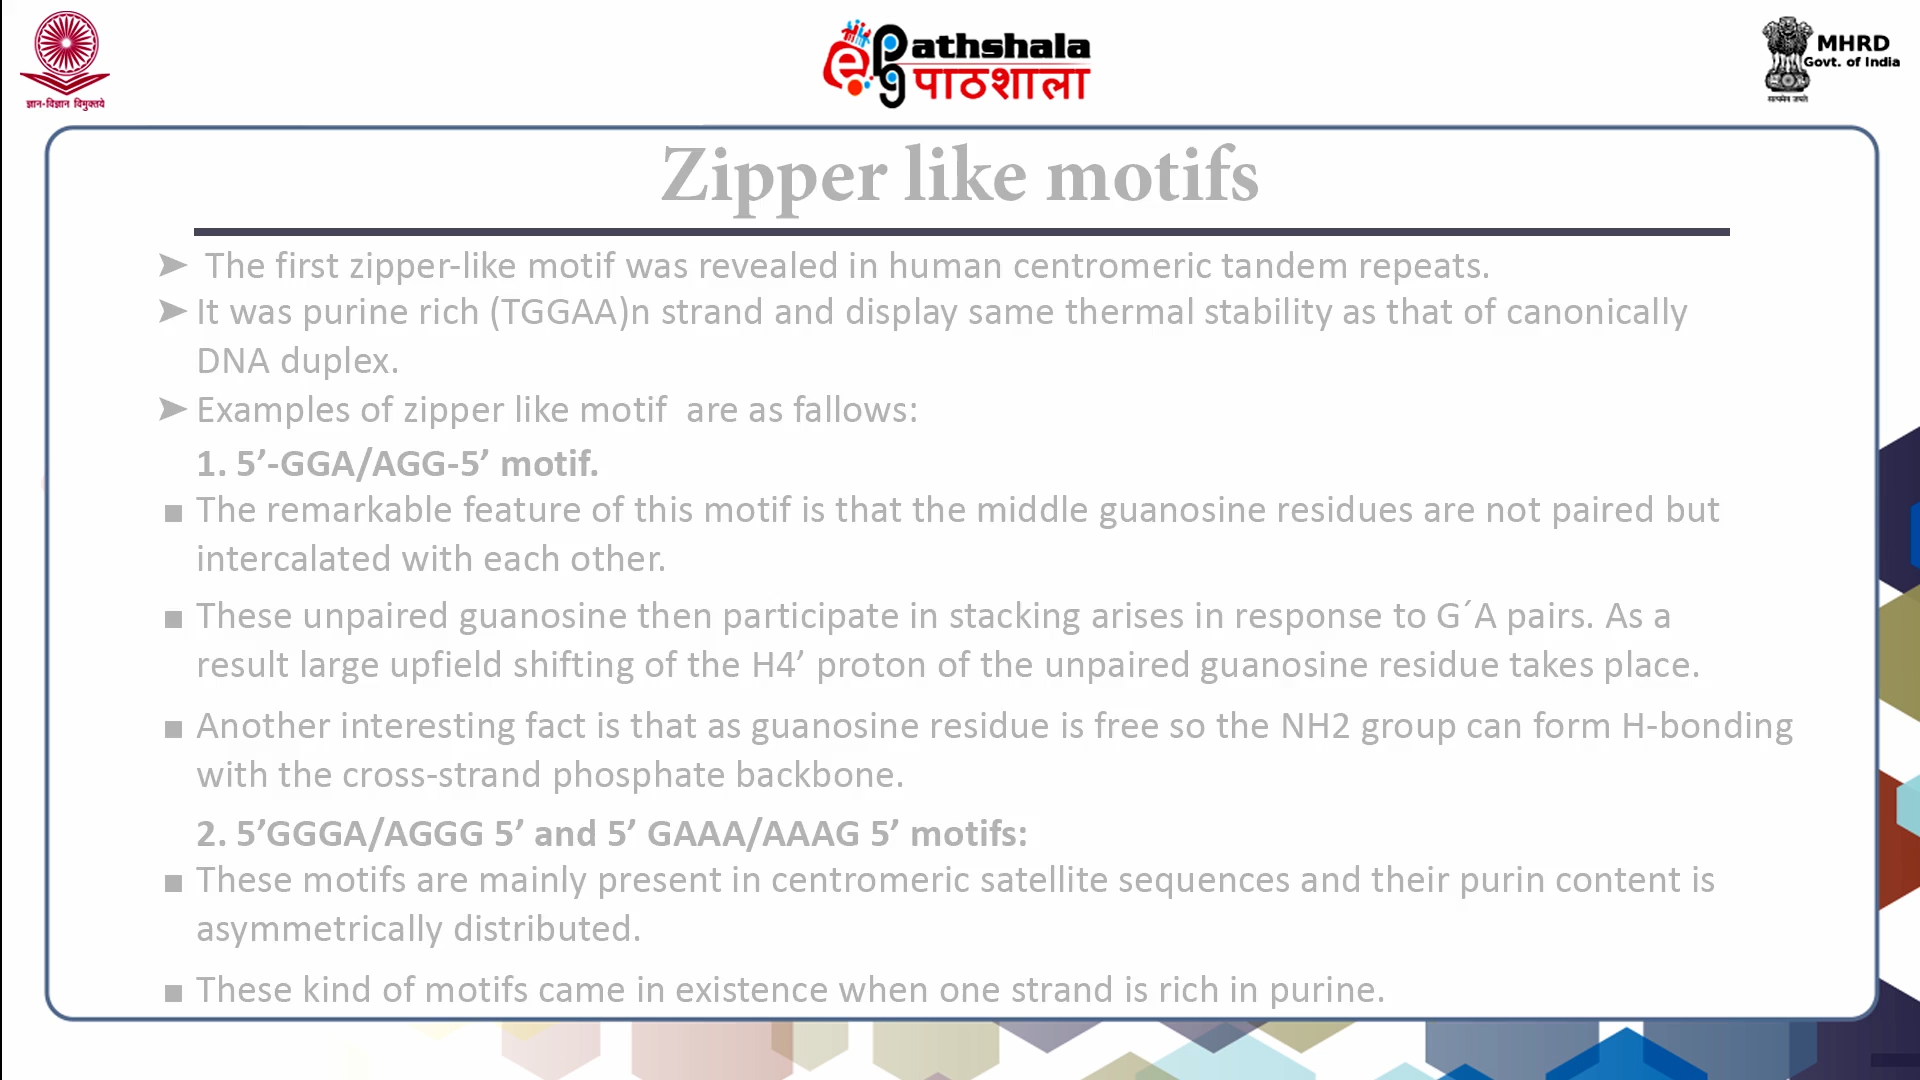 ज्ञान-विज्ञान विमुक्तये
ePG Pathshala
पाठशाला
MHRD
Govt. of India
सत्यमेव जयते
Zipper like motifs
➤ The first zipper-like motif was revealed in human centromeric tandem repeats.
➤ It was purine rich (TGGAA)n strand and display same thermal stability as that of canonically
DNA duplex.
➤ Examples of zipper like motif are as fallows:
1. 5’-GGA/AGG-5’ motif.
▪ The remarkable feature of this motif is that the middle guanosine residues are not paired but
intercalated with each other.
▪ These unpaired guanosine then participate in stacking arises in response to G´A pairs. As a
result large upfield shifting of the H4’ proton of the unpaired guanosine residue takes place.
▪ Another interesting fact is that as guanosine residue is free so the NH2 group can form H-bonding
with the cross-strand phosphate backbone.
2. 5’GGGA/AGGG 5’ and 5’ GAAA/AAAG 5’ motifs:
▪ These motifs are mainly present in centromeric satellite sequences and their purin content is
asymmetrically distributed.
▪ These kind of motifs came in existence when one strand is rich in purine.